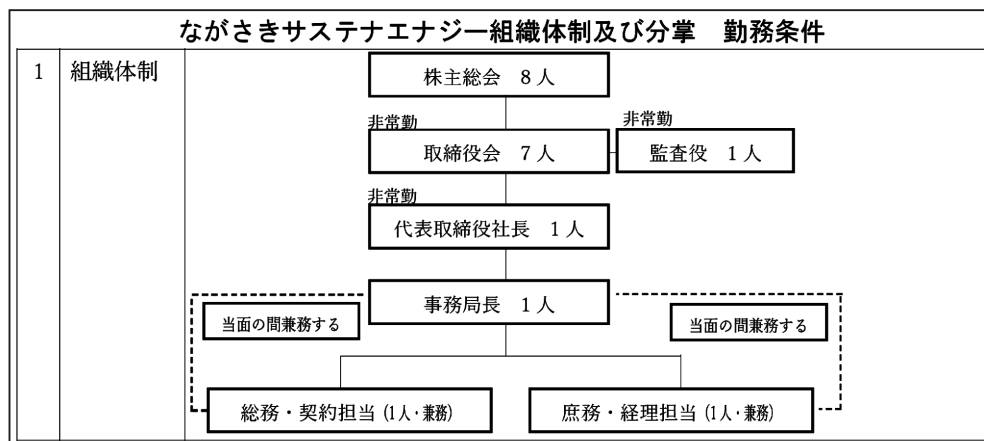 ながさきサステナエナジー組織体制及び分掌　勤務条件
1 組織体制
株主総会　8人
非常勤
取締役会　7人
非常勤
監査役　1人
非常勤
代表取締役社長　1人
事務局長　1人
当面の間兼務する
当面の間兼務する
総務・契約担当 (1人・兼務)
庶務・経理担当 (1人・兼務)